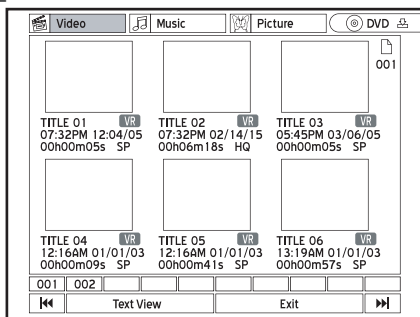 Video Music Picture DVD
001
TITLE 01 VR TITLE 02 VR TITLE 03 VR
07:32PM 12:04/05 07:32PM 02/14/15 05:45PM 03/06/05
00h00m05s SP 00h06m18s HQ 00h00m05s SP
TITLE 04 VR TITLE 05 VR TITLE 06 VR
12:16AM 01/01/03 12:16AM 01/01/03 13:19AM 01/01/03
00h00m09s SP 00h00m41s SP 00h00m57s SP
001 002
Text View Exit